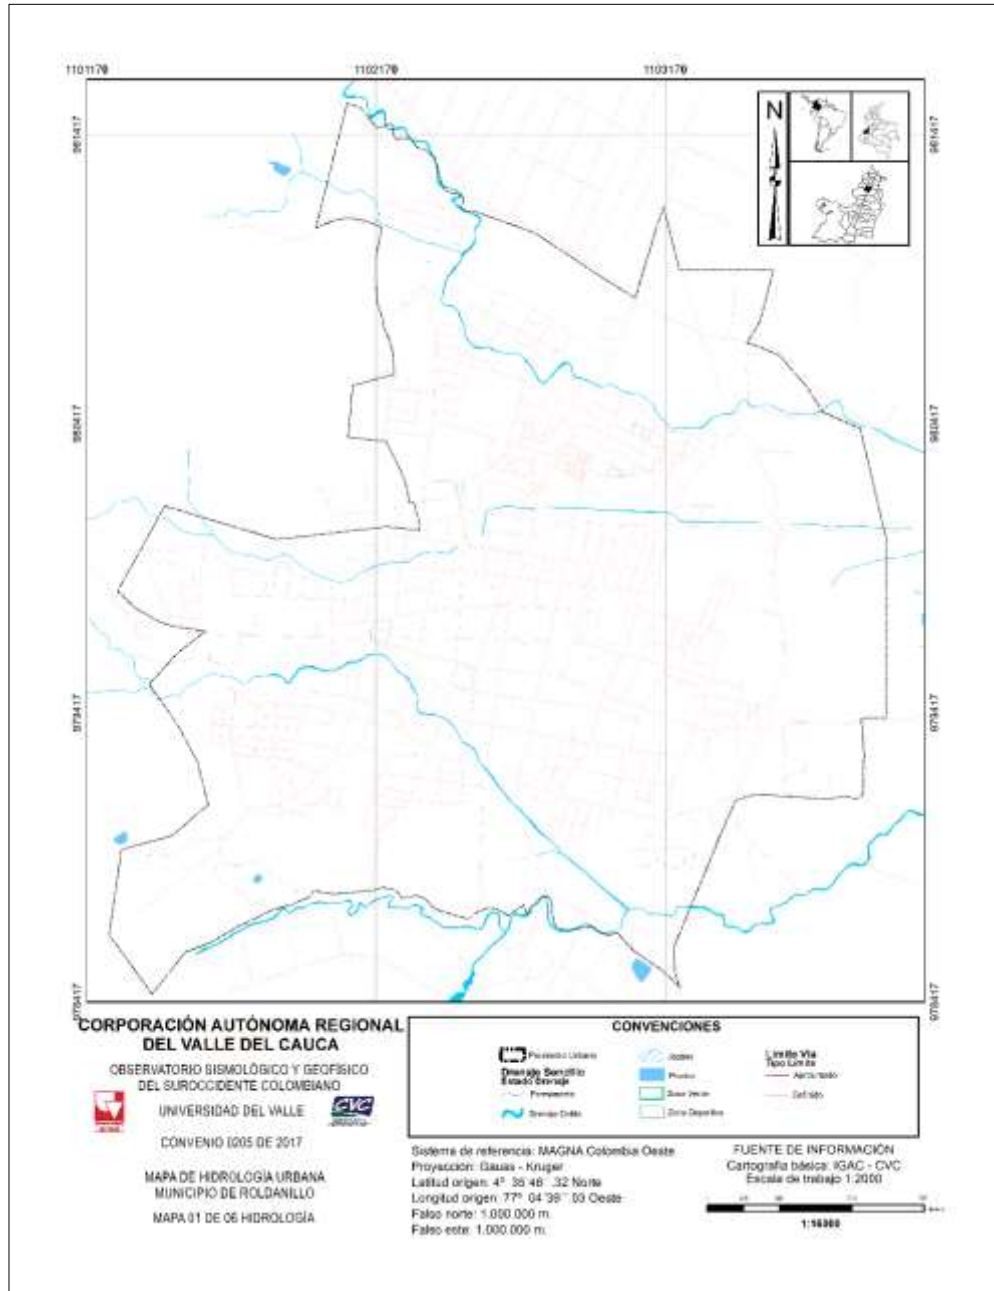 1101170 1102170 1103170
N
981417 981417
980417 980417
979417 979417
978417 978417
CORPORACIÓN AUTÓNOMA REGIONAL
DEL VALLE DEL CAUCA
OBSERVATORIO SISMOLÓGICO Y GEOFÍSICO
DEL SUROCCIDENTE COLOMBIANO
UNIVERSIDAD DEL VALLE
CVC
CONVENIO 0205 DE 2017
MAPA DE HIDROLOGÍA URBANA
MUNICIPIO DE ROLDANILLO
MAPA 01 DE 06 HIDROLOGÍA
CONVENCIONES
Perímetro Urbano
Drenaje Sencillo
Estado Drenaje
Permanente
Drenaje Doble
Zona Verde
Zona Deportiva
Límite Vía
Tipo Límite
Definido
Sistema de referencia: MAGNA Colombia Oeste
Proyección: Gauss - Kruger
Latitud origen: 4° 35 46 .32 Norte
Longitud origen: 77° 04 39 .03 Oeste
Falso norte: 1.000.000 m.
Falso este: 1.000.000 m.
FUENTE DE INFORMACIÓN
Cartografía básica: IGAC - CVC
Escala de trabajo 1:2000